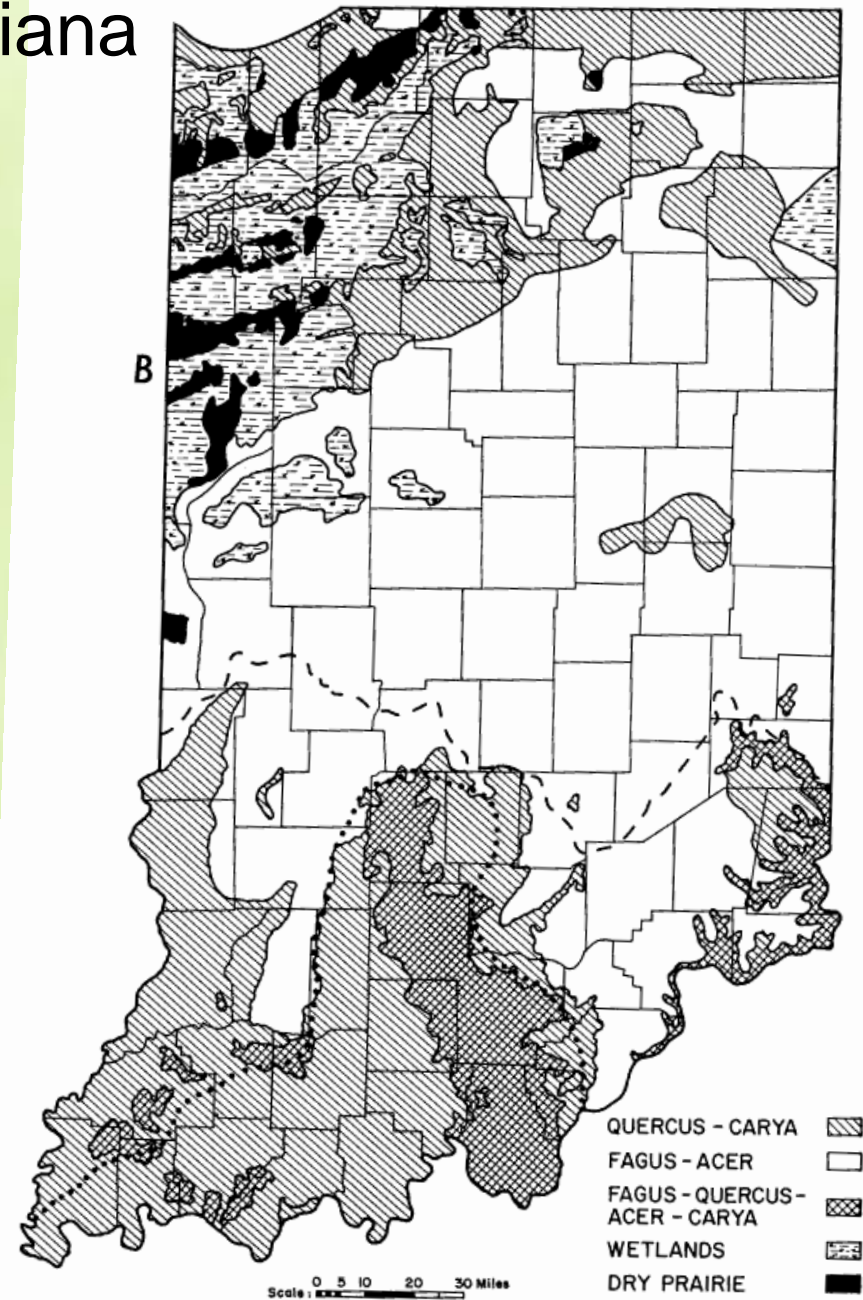 iana
B
QUERCUS - CARYA
FAGUS - ACER
FAGUS - QUERCUS -
ACER - CARYA
WETLANDS
DRY PRAIRIE
Scale: 0 5 10 20 30 Miles